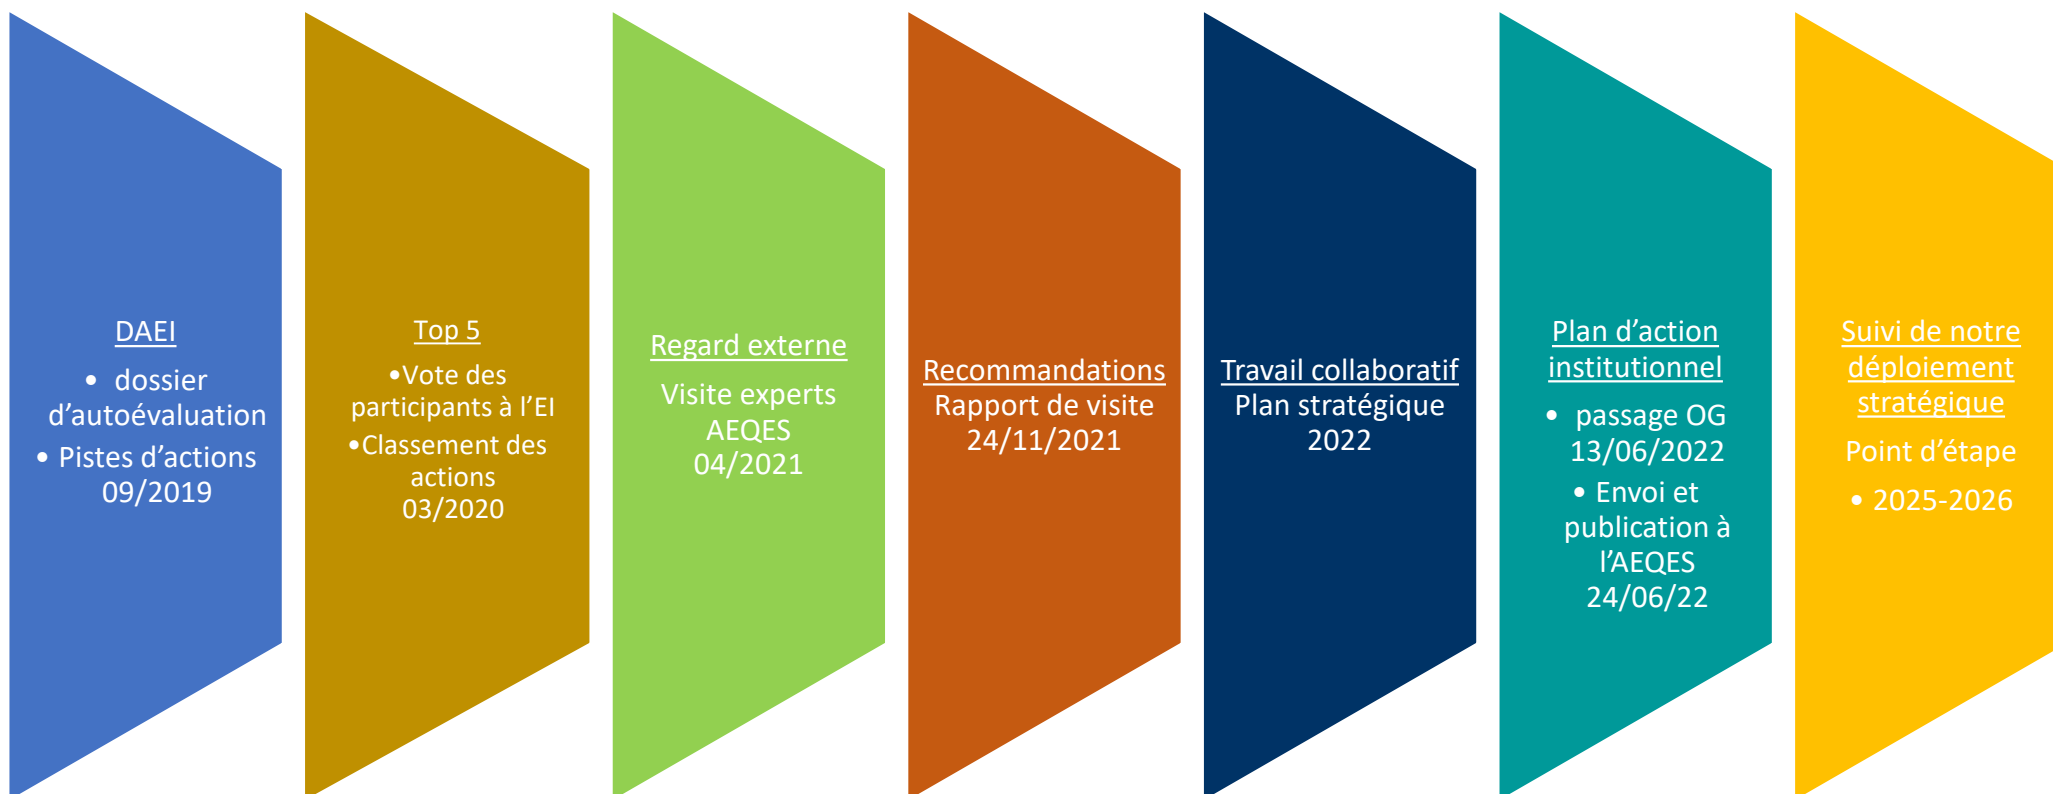 DAEI
• dossier
d’autoévaluation
• Pistes d’actions
09/2019
Top 5
•Vote des
participants à l’EI
•Classement des
actions
03/2020
Regard externe
Visite experts
AEQES
04/2021
Recommandations
Rapport de visite
24/11/2021
Travail collaboratif
Plan stratégique
2022
Plan d’action
institutionnel
• passage OG
13/06/2022
• Envoi et
publication à
l’AEQES
24/06/22
Suivi de notre
déploiement
stratégique
Point d’étape
• 2025-2026